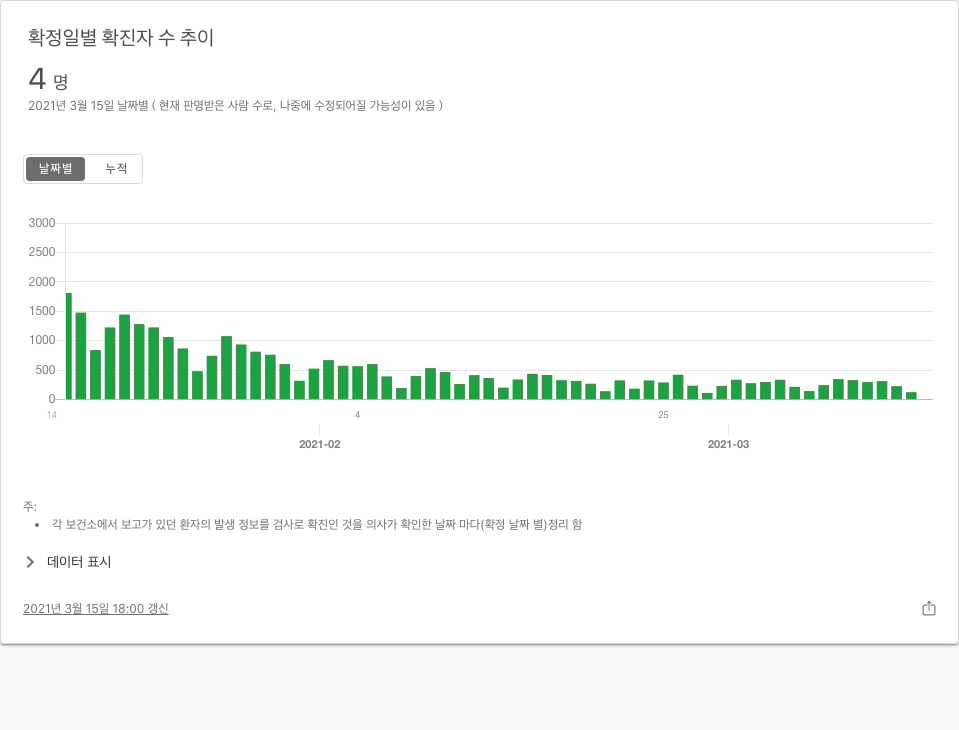 확정일별 확진자 수 추이
4 명
2021년 3월 15일 날짜별 ( 현재 판명받은 사람 수로, 나중에 수정되어질 가능성이 있음 )
날짜별 누적
3000
2500
2000
1500
1000
500
0
14 4 25
2021-02 2021-03
주:
• 각 보건소에서 보고가 있던 환자의 발생 정보를 검사로 확진인 것을 의사가 확인한 날짜 마다(확정 날짜 별)정리 함
데이터 표시
2021년 3월 15일 18:00 갱신